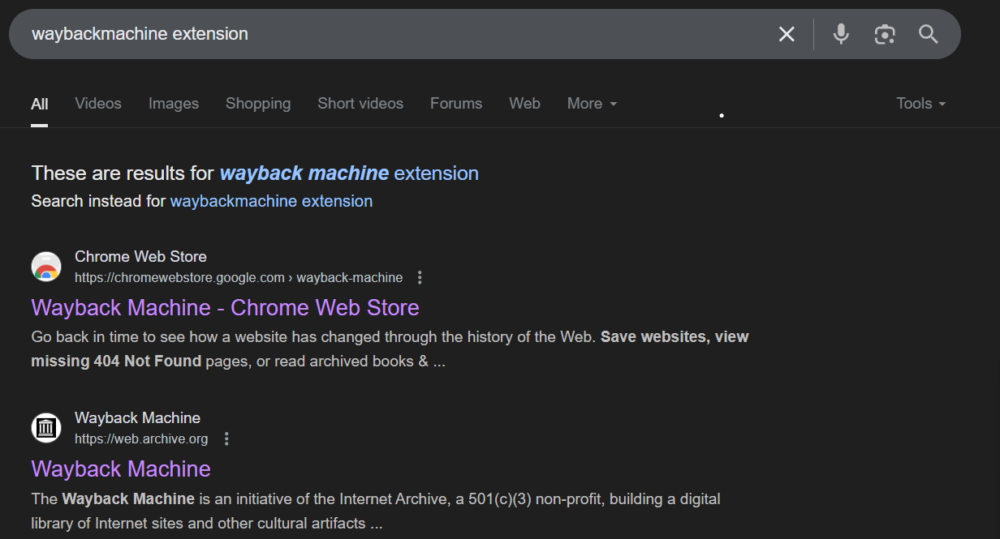 waybackmachine extension
All Videos Images Shopping Short videos Forums Web More Tools
These are results for wayback machine extension
Search instead for waybackmachine extension
Chrome Web Store
https://chromewebstore.google.com › wayback-machine
Wayback Machine - Chrome Web Store
Go back in time to see how a website has changed through the history of the Web. Save websites, view
missing 404 Not Found pages, or read archived books & ...
Wayback Machine
https://web.archive.org
Wayback Machine
The Wayback Machine is an initiative of the Internet Archive, a 501(c)(3) non-profit, building a digital
library of Internet sites and other cultural artifacts ...